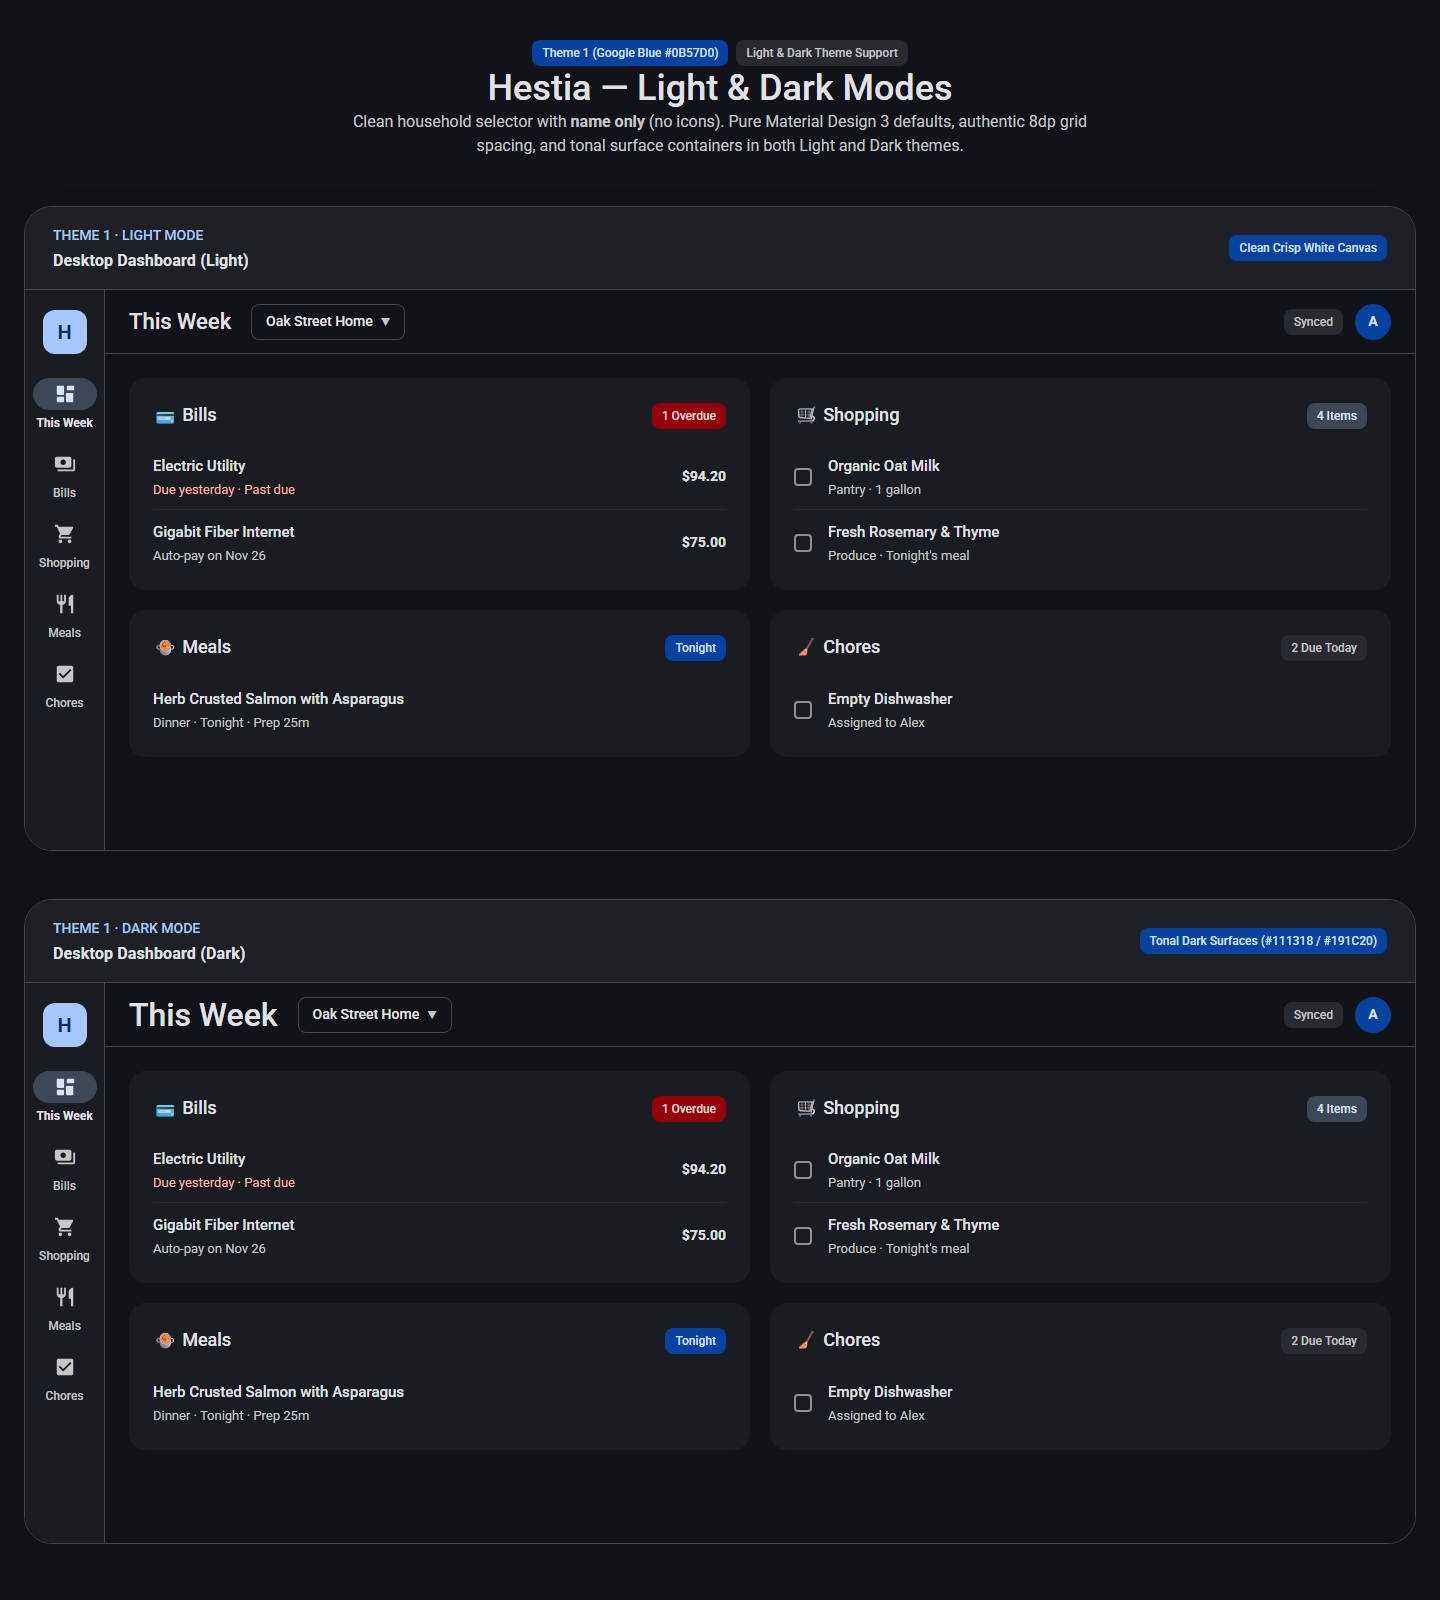 Theme 1 (Google Blue #0B57D0)
Light & Dark Theme Support
Hestia — Light & Dark Modes
Clean household selector with name only (no icons). Pure Material Design 3 defaults, authentic 8dp grid
spacing, and tonal surface containers in both Light and Dark themes.
THEME 1 · LIGHT MODE
Desktop Dashboard (Light)
Clean Crisp White Canvas
H
This Week
Bills
Shopping
Meals
Chores
This Week
Oak Street Home ▼
Synced
A
Bills
1 Overdue
Electric Utility
Due yesterday · Past due
$94.20
Gigabit Fiber Internet
Auto-pay on Nov 26
$75.00
Shopping
4 Items
Organic Oat Milk
Pantry · 1 gallon
Fresh Rosemary & Thyme
Produce · Tonight's meal
Meals
Tonight
Herb Crusted Salmon with Asparagus
Dinner · Tonight · Prep 25m
Chores
2 Due Today
Empty Dishwasher
Assigned to Alex
THEME 1 · DARK MODE
Desktop Dashboard (Dark)
Tonal Dark Surfaces (#111318 / #191C20)
H
This Week
Bills
Shopping
Meals
Chores
This Week
Oak Street Home ▼
Synced
A
Bills
1 Overdue
Electric Utility
Due yesterday · Past due
$94.20
Gigabit Fiber Internet
Auto-pay on Nov 26
$75.00
Shopping
4 Items
Organic Oat Milk
Pantry · 1 gallon
Fresh Rosemary & Thyme
Produce · Tonight's meal
Meals
Tonight
Herb Crusted Salmon with Asparagus
Dinner · Tonight · Prep 25m
Chores
2 Due Today
Empty Dishwasher
Assigned to Alex